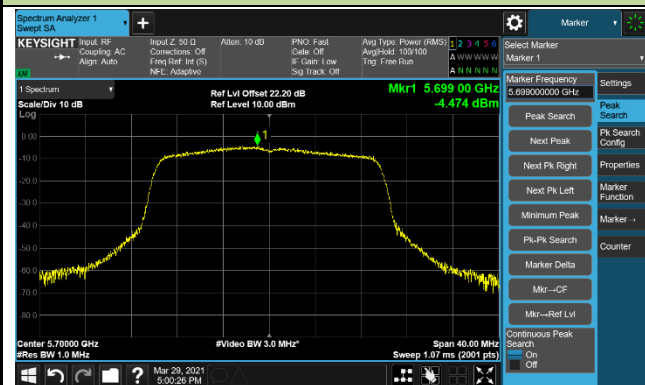 Spectrum Analyzer 1
Swept SA
+
Marker
KEYSIGHT
Input: RF
Coupling: AC
Align: Auto
Input Z: 50 Ω
Corrections: Off
Freq Ref: Int (S)
NFE: Adaptive
Atten: 10 dB
PNO: Fast
Gate: Off
IF Gain: Low
Sig Track: Off
Avg Type: Power (RMS)
Avg|Hold: 100/100
Trig: Free Run
1 2 3 4 5 6
A W W W W W
A N N N N N
LXI
Select Marker
Marker 1
1 Spectrum
Scale/Div 10 dB
Log
Ref Lvl Offset 22.20 dB
Ref Level 10.00 dBm
Mkr1 5.699 00 GHz
-4.474 dBm
1
0.00
-10.0
-20.0
-30.0
-40.0
-50.0
-60.0
-70.0
-80.0
Center 5.70000 GHz
#Res BW 1.0 MHz
#Video BW 3.0 MHz*
Span 40.00 MHz
Sweep 1.07 ms (2001 pts)
Marker Frequency
5.699000000 GHz
Peak Search
Next Peak
Next Pk Right
Next Pk Left
Minimum Peak
Pk-Pk Search
Marker Delta
Mkr→CF
Mkr→Ref Lvl
Continuous Peak
Search
On
Off
Settings
Peak
Search
Pk Search
Config
Properties
Marker
Function
Marker→
Counter
?
Mar 29, 2021
5:00:26 PM